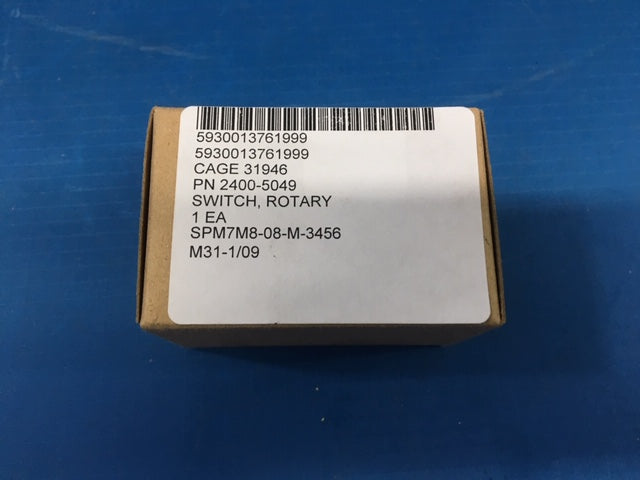 5930013761999
5930013761999
CAGE 31946
PN 2400-5049
SWITCH, ROTARY
1 EA
SPM7M8-08-M-3456
M31-1/09